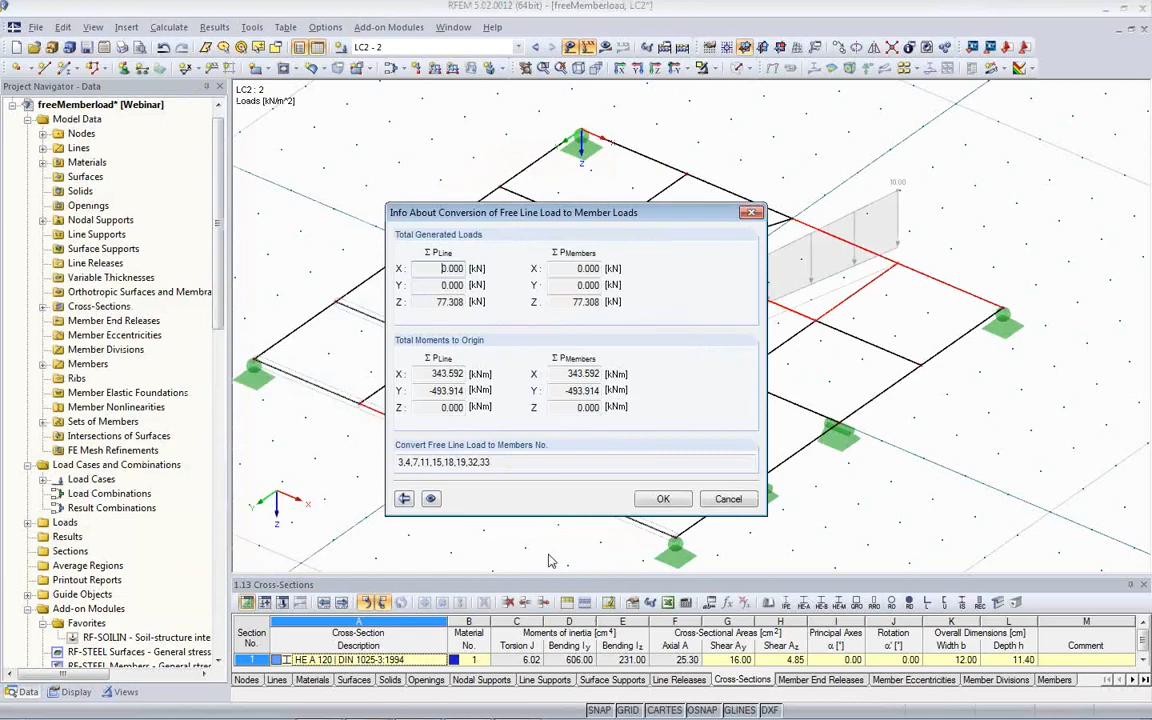 RFEM 5.02.0012 (64bit) - [freeMemberload, LC2*]
File Edit View Insert Calculate Results Tools Table Options Add-on Modules Window Help
LC2 - 2
Project Navigator - Data
freeMemberload* [Webinar]
Model Data
Nodes
Lines
Materials
Surfaces
Solids
Openings
Nodal Supports
Line Supports
Surface Supports
Line Releases
Variable Thicknesses
Orthotropic Surfaces and Membra
Cross-Sections
Member End Releases
Member Eccentricities
Member Divisions
Members
Ribs
Member Elastic Foundations
Member Nonlinearities
Sets of Members
Intersections of Surfaces
FE Mesh Refinements
Load Cases and Combinations
Load Cases
Load Combinations
Result Combinations
Loads
Results
Sections
Average Regions
Printout Reports
Guide Objects
Add-on Modules
Favorites
RF-SOILIN - Soil-structure inte
RF-STEEL Surfaces - General stress
RF-STEEL Members - General stres
Data Display Views
LC2 : 2
Loads [kN/m^2]
Z
10.00
X
Y
Z
Info About Conversion of Free Line Load to Member Loads
Total Generated Loads
Σ PLine Σ PMembers
X : 0.000 [kN] X : 0.000 [kN]
Y : 0.000 [kN] Y : 0.000 [kN]
Z : 77.308 [kN] Z : 77.308 [kN]
Total Moments to Origin
Σ PLine Σ PMembers
X : 343.592 [kNm] X 343.592 [kNm]
Y : -493.914 [kNm] Y : -493.914 [kNm]
Z : 0.000 [kNm] Z 0.000 [kNm]
Convert Free Line Load to Members No.
3,4,7,11,15,18,19,32,33
OK Cancel
1.13 Cross-Sections
A B C D E F G H I J K L M
Section No. Cross-Section Description Material No. Moments of inertia [cm^4] Torsion J Bending Iy Bending Iz Cross-Sectional Areas [cm^2] Axial A Shear Ay Shear Az Principal Axes α [°] Rotation α' [°] Overall Dimensions [cm] Width b Depth h Comment
1 HE A 120 | DIN 1025-3:1994 1 6.02 606.00 231.00 25.30 16.00 4.85 0.00 0.00 12.00 11.40
Nodes Lines Materials Surfaces Solids Openings Nodal Supports Line Supports Surface Supports Line Releases Cross-Sections Member End Releases Member Eccentricities Member Divisions Members
SNAP GRID CARTES OSNAP GLINES DXF